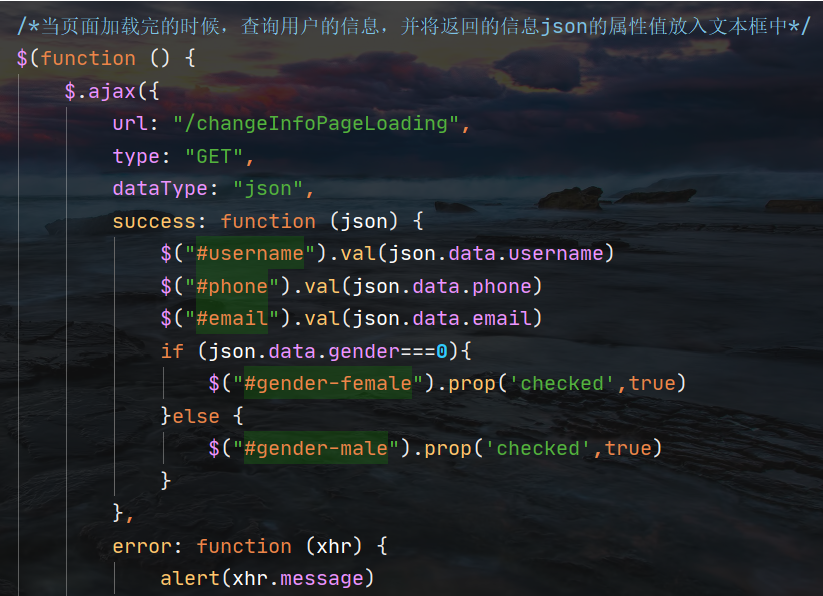 /*当页面加载完的时候，查询用户的信息，并将返回的信息json的属性值放入文本框中*/
$(function () {
$.ajax({
url: "/changeInfoPageLoading",
type: "GET",
dataType: "json",
success: function (json) {
$("#username").val(json.data.username)
$("#phone").val(json.data.phone)
$("#email").val(json.data.email)
if (json.data.gender===0){
$("#gender-female").prop('checked',true)
}else {
$("#gender-male").prop('checked',true)
}
},
error: function (xhr) {
alert(xhr.message)